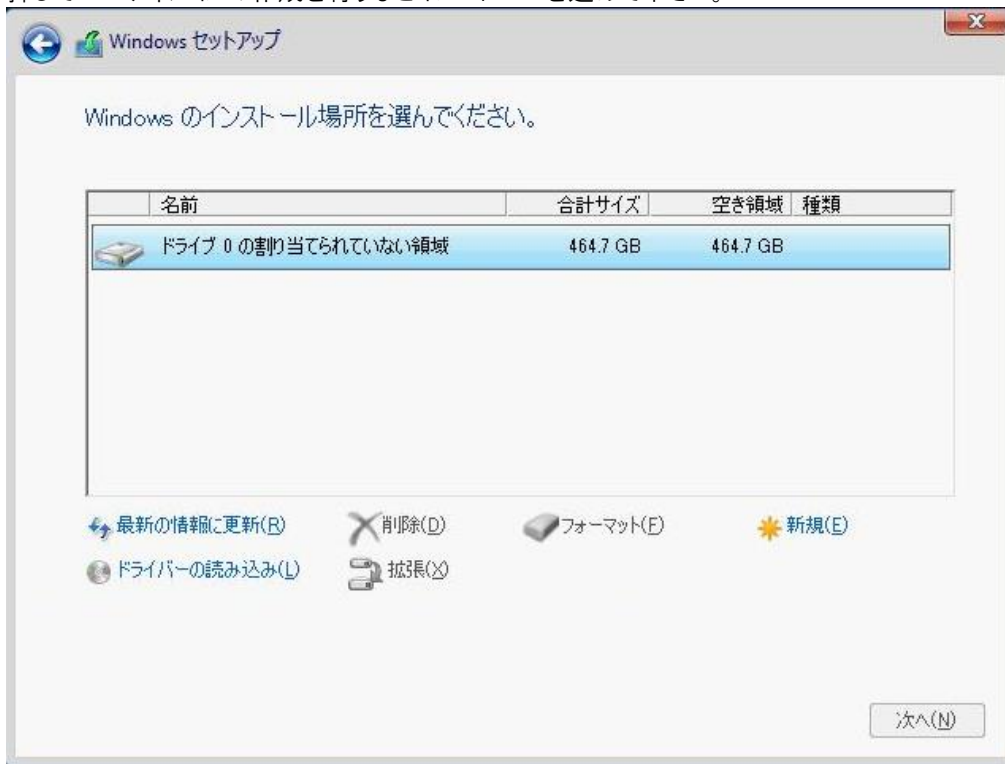 Windows セットアップ
Windows のインストール場所を選んでください。
名前 合計サイズ 空き領域 種類
ドライブ 0 の割り当てられていない領域 464.7 GB 464.7 GB
最新の情報に更新(R) 削除(D) フォーマット(F) 新規(E)
ドライバーの読み込み(L) 拡張(X)
次へ(N)